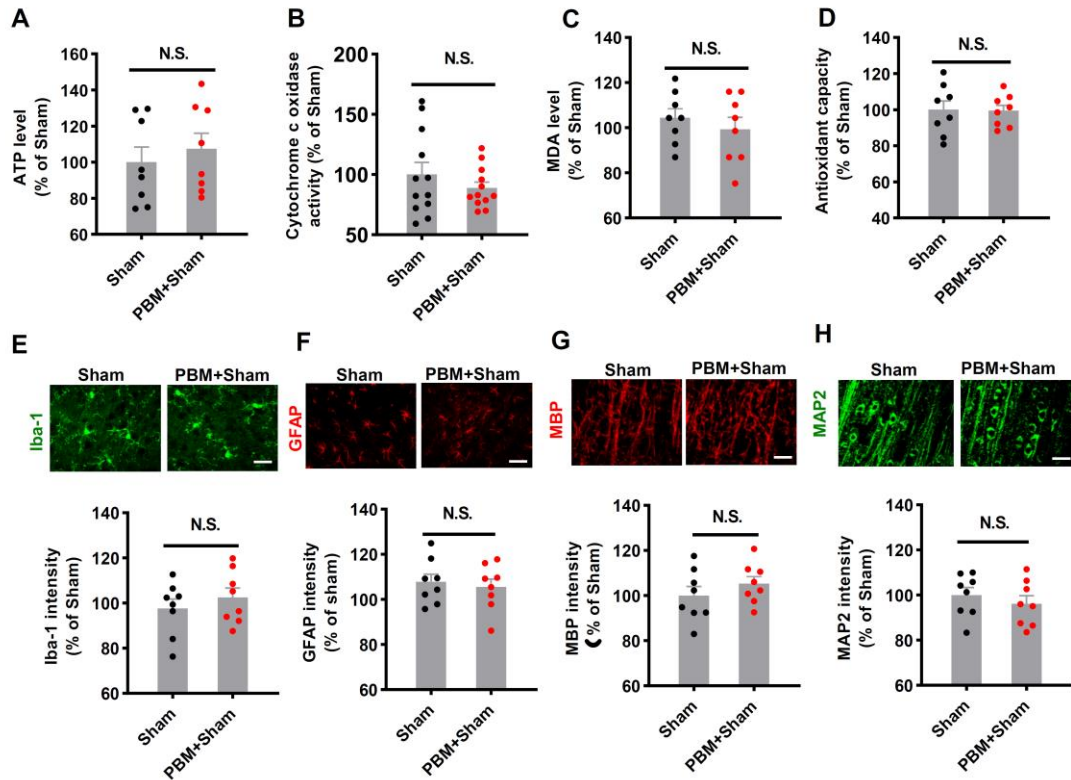 A
N.S.
ATP level
(% of Sham)
160
140
120
100
80
60
Sham
PBM+Sham
B
N.S.
Cytochrome c oxidase
activity (% of Sham)
200
150
100
50
Sham
PBM+Sham
C
N.S.
MDA level
(% of Sham)
140
120
100
80
60
Sham
PBM+Sham
D
N.S.
Antioxidant capacity
(% of Sham)
140
120
100
80
60
40
Sham
PBM+Sham
E
Sham PBM+Sham
Iba-1
N.S.
Iba-1 intensity
(% of Sham)
140
120
100
80
60
Sham
PBM+Sham
F
Sham PBM+Sham
GFAP
N.S.
GFAP intensity
(% of Sham)
140
120
100
80
60
Sham
PBM+Sham
G
Sham PBM+Sham
MBP
N.S.
MBP intensity
(% of Sham)
140
120
100
80
60
Sham
PBM+Sham
H
Sham PBM+Sham
MAP2
N.S.
MAP2 intensity
(% of Sham)
140
120
100
80
60
Sham
PBM+Sham